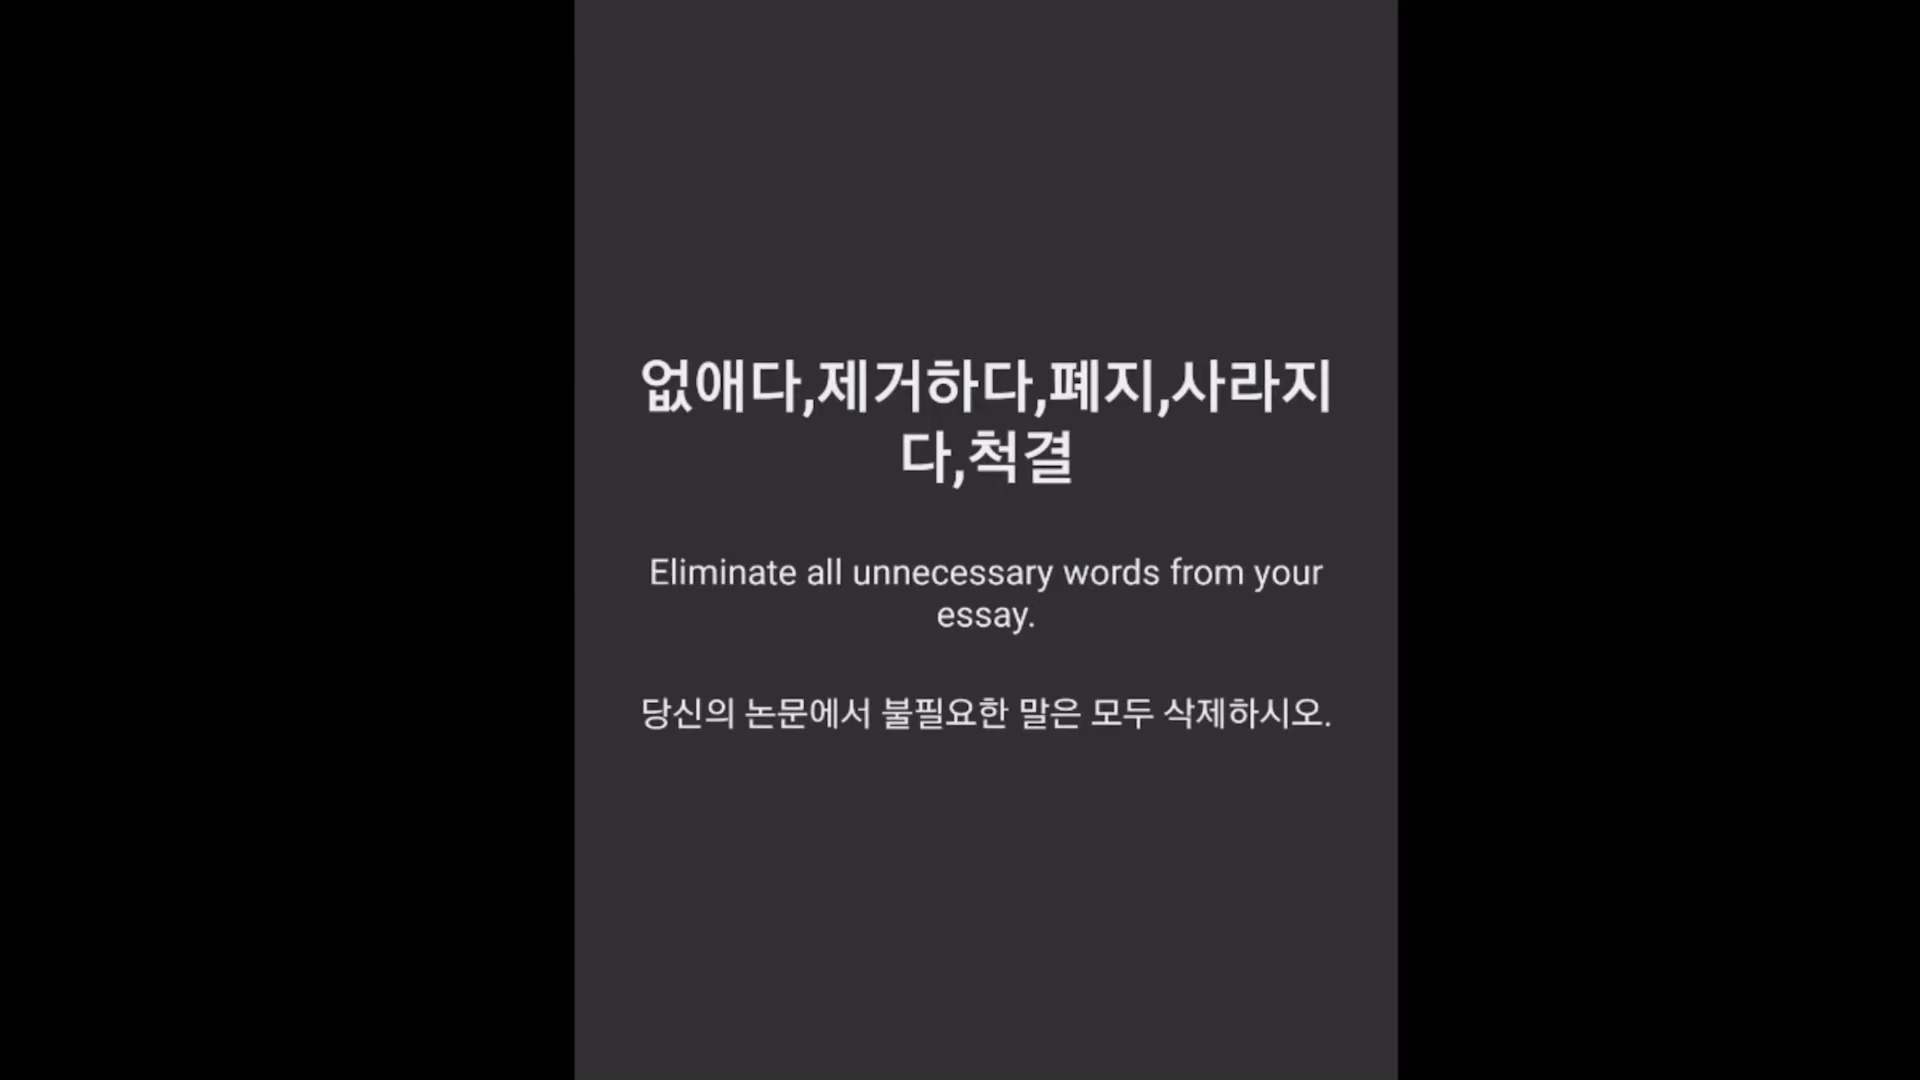 없애다,제거하다,폐지,사라지
다,척결
Eliminate all unnecessary words from your
essay.
당신의 논문에서 불필요한 말은 모두 삭제하시오.